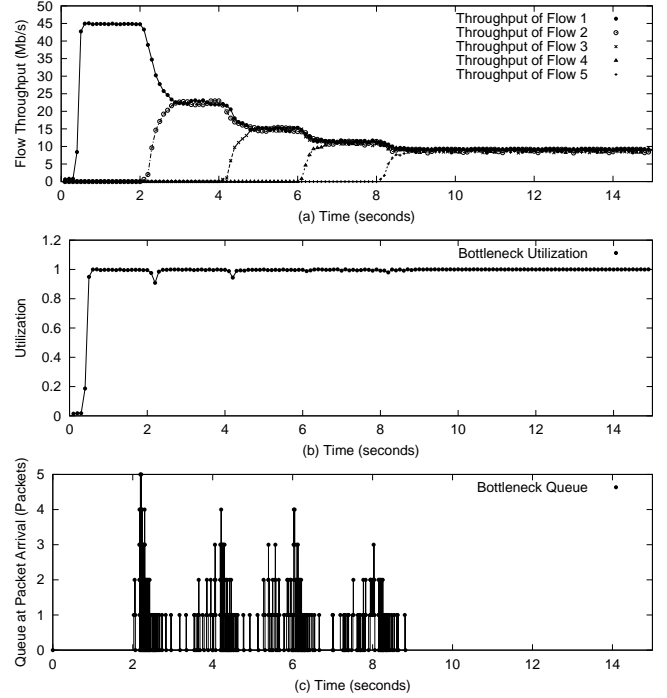 Flow Throughput (Mb/s)
50
45
40
35
30
25
20
15
10
5
0
Throughput of Flow 1
Throughput of Flow 2
Throughput of Flow 3
Throughput of Flow 4
Throughput of Flow 5
0 2 4 6 8 10 12 14
(a) Time (seconds)
Utilization
1.2
1
0.8
0.6
0.4
0.2
0
Bottleneck Utilization
0 2 4 6 8 10 12 14
(b) Time (seconds)
Queue at Packet Arrival (Packets)
5
4
3
2
1
0
Bottleneck Queue
0 2 4 6 8 10 12 14
(c) Time (seconds)